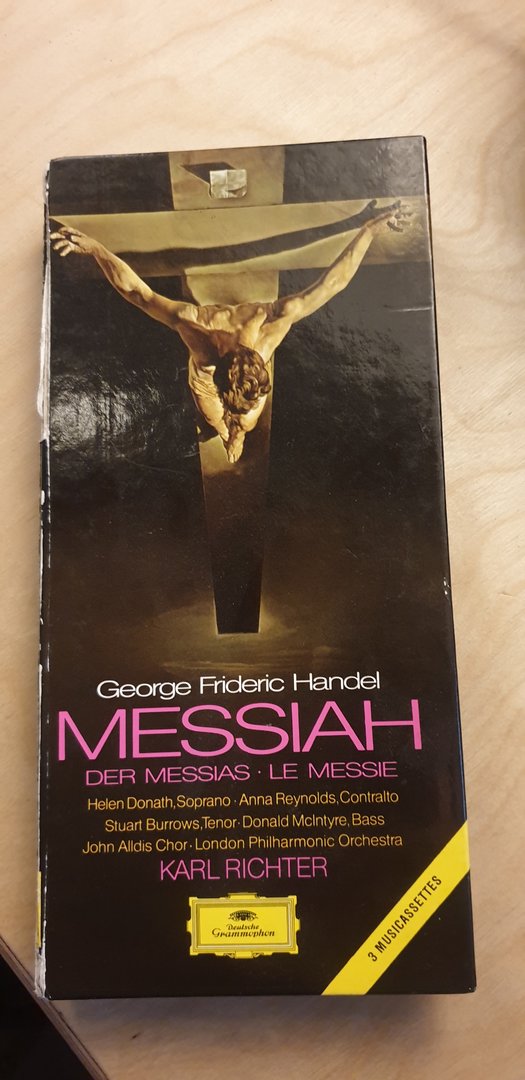 George Frideric Handel
MESSIAH
DER MESSIAS · LE MESSIE
Helen Donath, Soprano · Anna Reynolds, Contralto
Stuart Burrows, Tenor · Donald McIntyre, Bass
John Alldis Chor · London Philharmonic Orchestra
KARL RICHTER
Deutsche
Grammophon
3 MUSICASSETTES